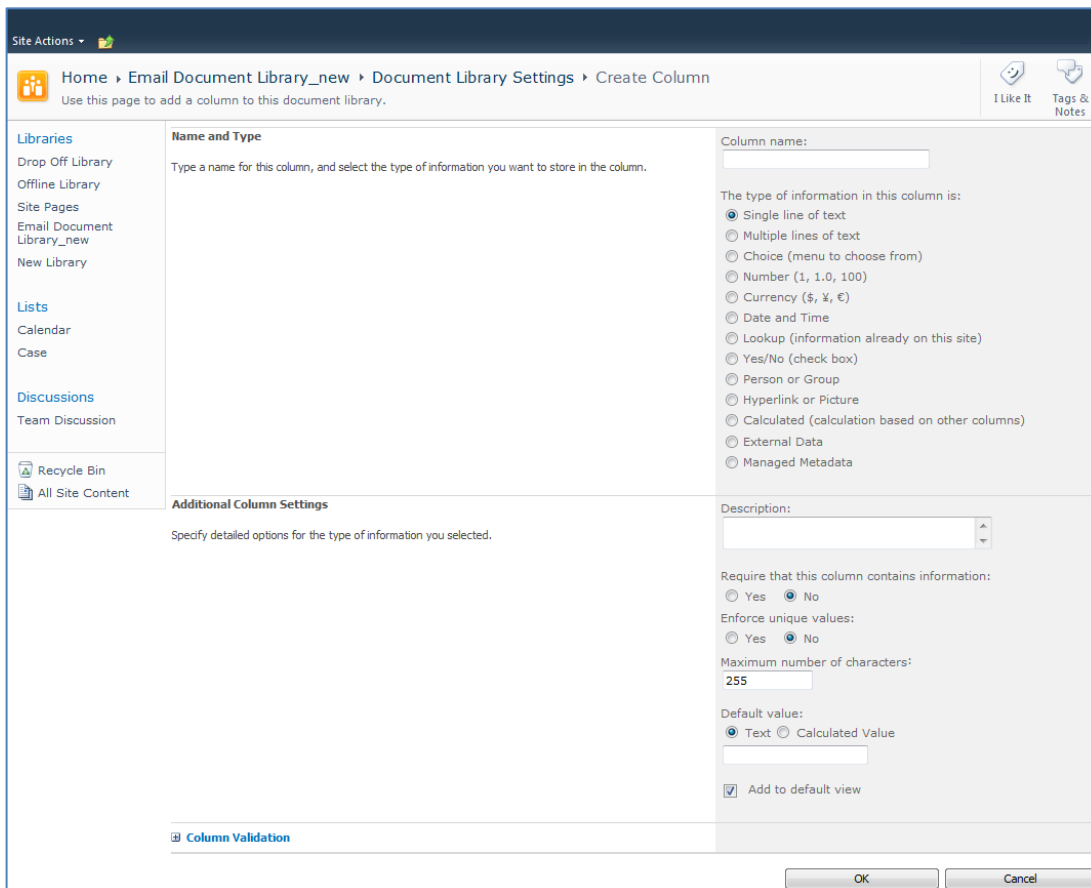 Site Actions
Home ▸ Email Document Library_new ▸ Document Library Settings ▸ Create Column
Use this page to add a column to this document library.
I Like It
Tags &
Notes
Libraries
Drop Off Library
Offline Library
Site Pages
Email Document
Library_new
New Library
Lists
Calendar
Case
Discussions
Team Discussion
Recycle Bin
All Site Content
Name and Type
Type a name for this column, and select the type of information you want to store in the column.
Column name:
The type of information in this column is:
Single line of text
Multiple lines of text
Choice (menu to choose from)
Number (1, 1.0, 100)
Currency ($, ¥, €)
Date and Time
Lookup (information already on this site)
Yes/No (check box)
Person or Group
Hyperlink or Picture
Calculated (calculation based on other columns)
External Data
Managed Metadata
Additional Column Settings
Specify detailed options for the type of information you selected.
Description:
Require that this column contains information:
Yes No
Enforce unique values:
Yes No
Maximum number of characters:
255
Default value:
Text Calculated Value
Add to default view
Column Validation
OK Cancel